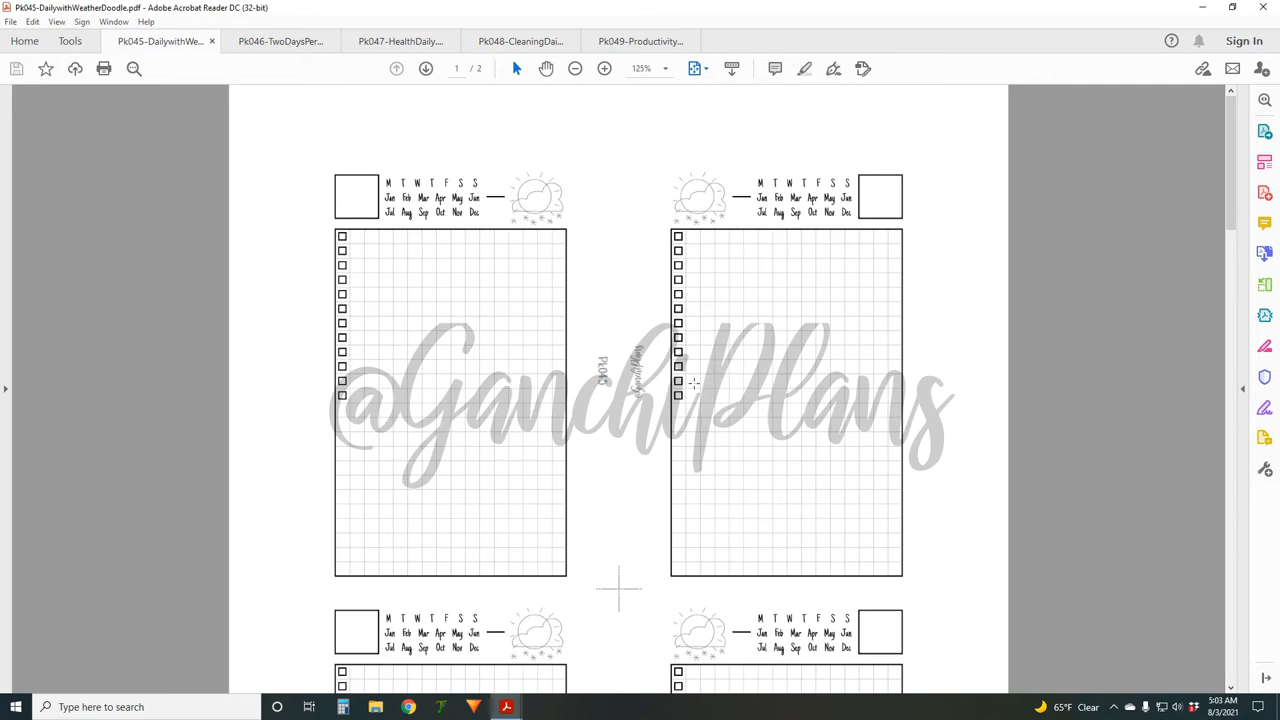 Pk045-DailywithWeatherDoodle.pdf - Adobe Acrobat Reader DC (32-bit)
File Edit View Sign Window Help
Home Tools Pk045-DailywithWe... Pk046-TwoDaysPer... Pk047-HealthDaily... Pk048-CleaningDai... Pk049-Productivity... Sign In
1 / 2 125%
M T W T F S S
Jan Feb Mar Apr May Jun
Jul Aug Sep Oct Nov Dec
M T W T F S S
Jan Feb Mar Apr May Jun
Jul Aug Sep Oct Nov Dec
PK045
@GanchiPlans
@GanchiPlans
M T W T F S S
Jan Feb Mar Apr May Jun
Jul Aug Sep Oct Nov Dec
M T W T F S S
Jan Feb Mar Apr May Jun
Jul Aug Sep Oct Nov Dec
Type here to search
65°F Clear
5:03 AM
8/3/2021